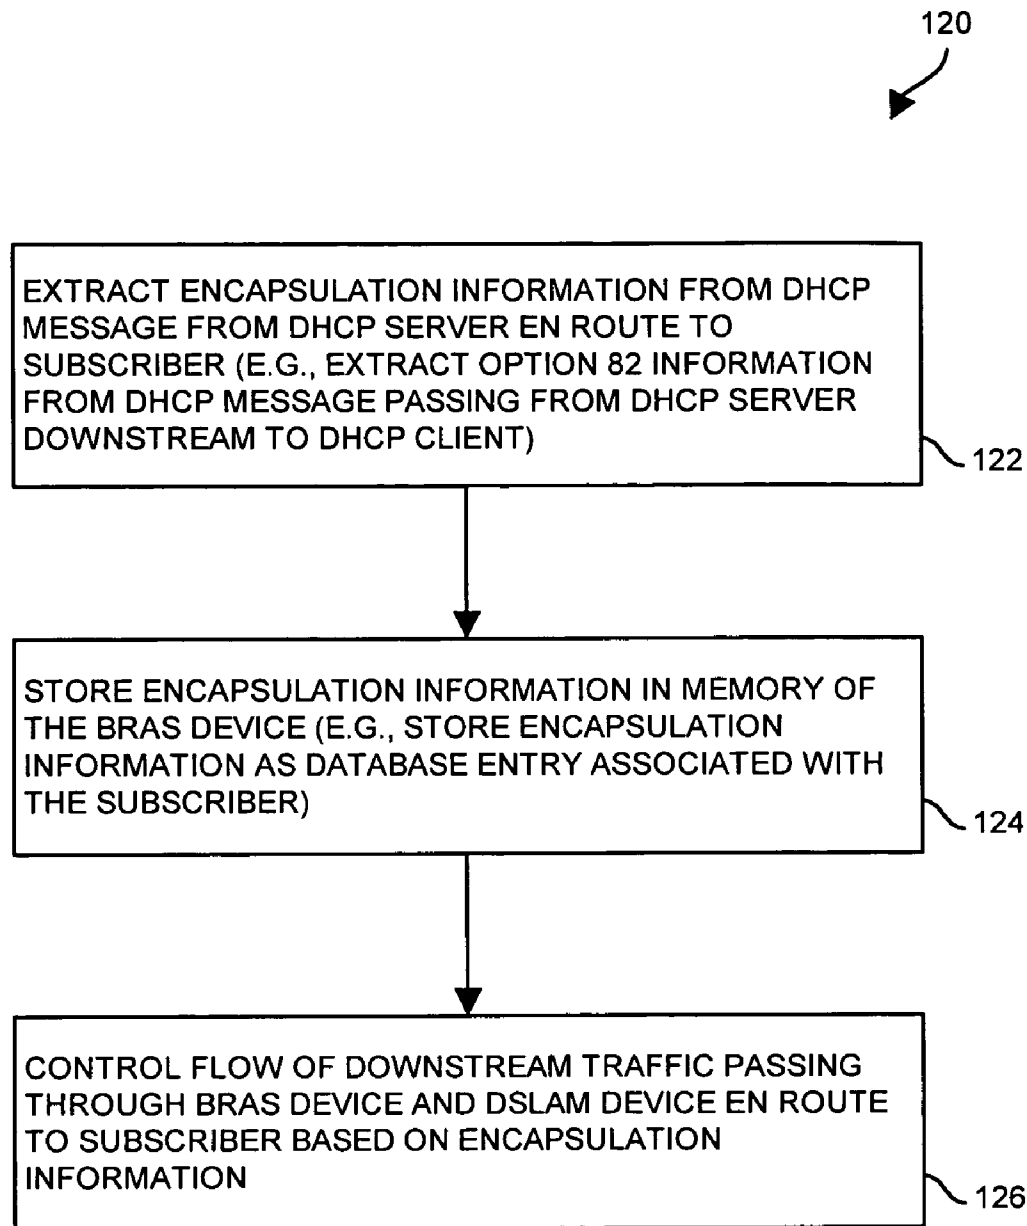 120
EXTRACT ENCAPSULATION INFORMATION FROM DHCP
MESSAGE FROM DHCP SERVER EN ROUTE TO
SUBSCRIBER (E.G., EXTRACT OPTION 82 INFORMATION
FROM DHCP MESSAGE PASSING FROM DHCP SERVER
DOWNSTREAM TO DHCP CLIENT)
122
STORE ENCAPSULATION INFORMATION IN MEMORY OF
THE BRAS DEVICE (E.G., STORE ENCAPSULATION
INFORMATION AS DATABASE ENTRY ASSOCIATED WITH
THE SUBSCRIBER)
124
CONTROL FLOW OF DOWNSTREAM TRAFFIC PASSING
THROUGH BRAS DEVICE AND DSLAM DEVICE EN ROUTE
TO SUBSCRIBER BASED ON ENCAPSULATION
INFORMATION
126